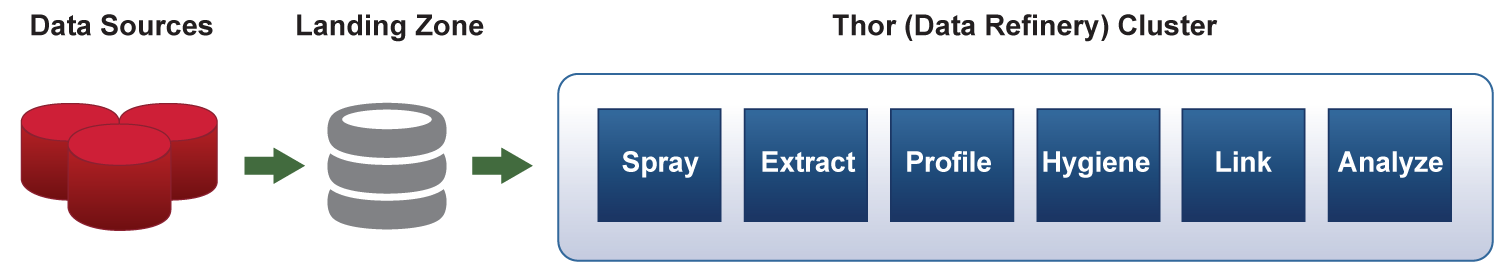 Data Sources
Landing Zone
Thor (Data Refinery) Cluster
Spray
Extract
Profile
Hygiene
Link
Analyze